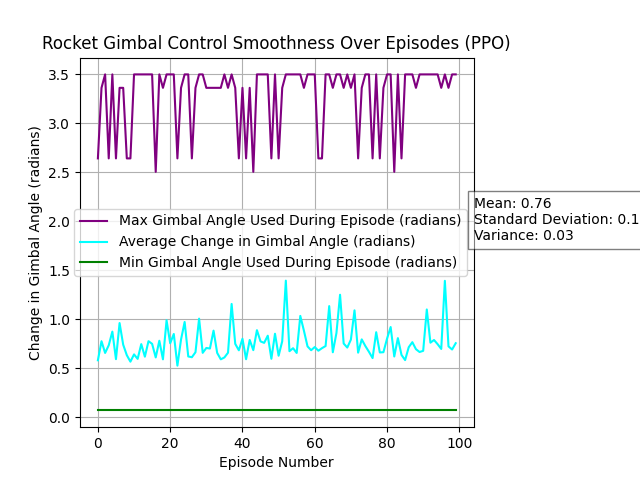 Rocket Gimbal Control Smoothness Over Episodes (PPO)
Change in Gimbal Angle (radians)
3.5
3.0
2.5
2.0
1.5
1.0
0.5
0.0
Max Gimbal Angle Used During Episode (radians)
Average Change in Gimbal Angle (radians)
Min Gimbal Angle Used During Episode (radians)
Mean: 0.76
Standard Deviation: 0.1
Variance: 0.03
0 20 40 60 80 100
Episode Number